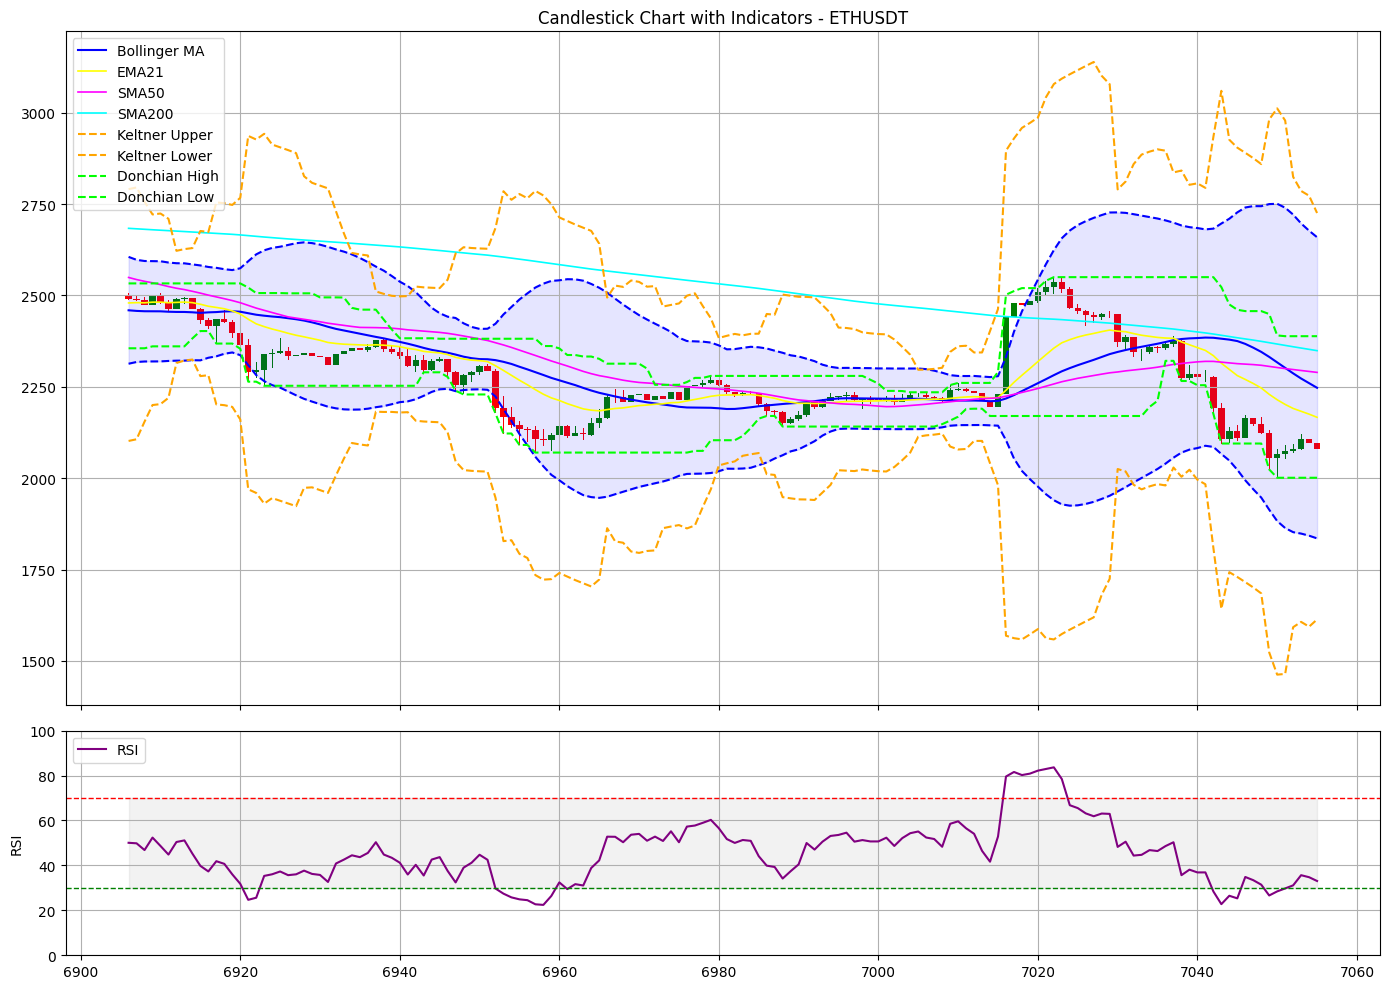 Candlestick Chart with Indicators - ETHUSDT
Bollinger MA
EMA21
SMA50
SMA200
Keltner Upper
Keltner Lower
Donchian High
Donchian Low
3000
2750
2500
2250
2000
1750
1500
RSI
100
80
60
40
20
0
RSI
6900 6920 6940 6960 6980 7000 7020 7040 7060